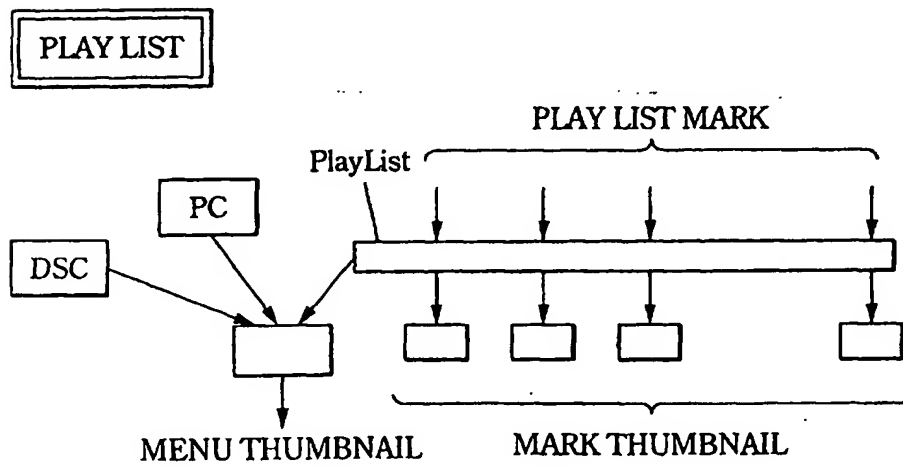 PLAY LIST
PLAY LIST MARK
PlayList
PC
DSC
MENU THUMBNAIL
MARK THUMBNAIL